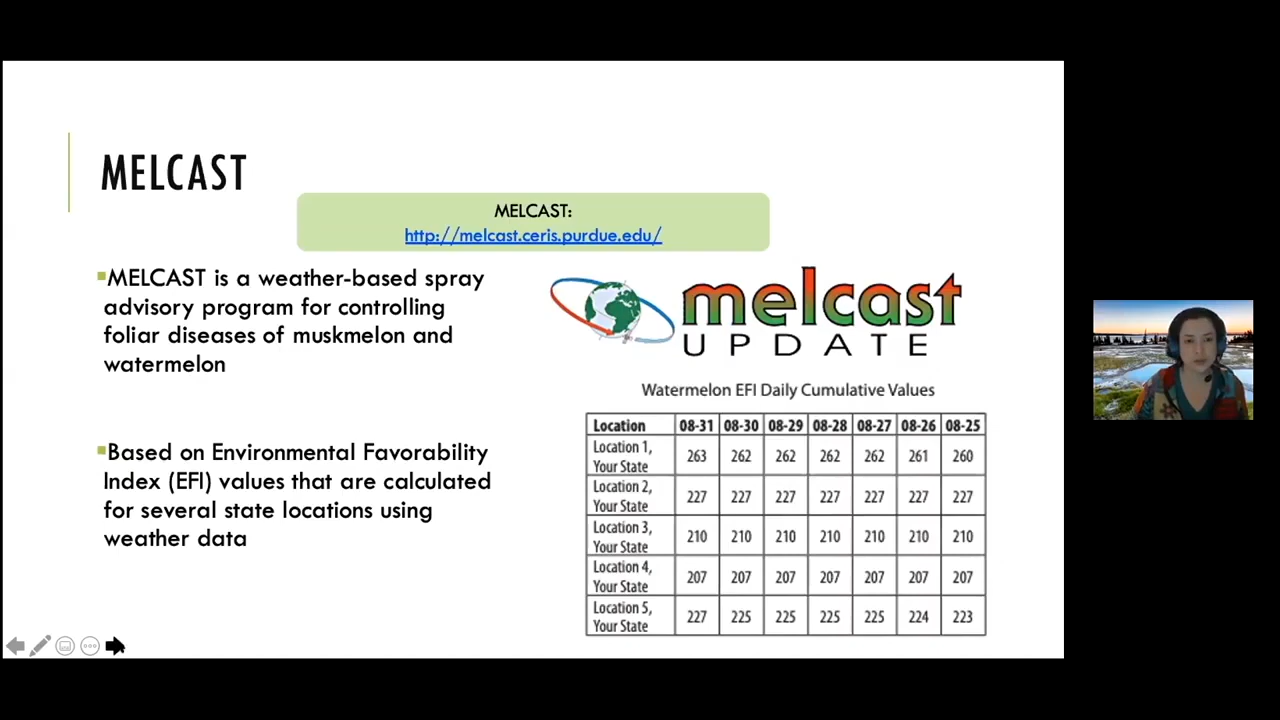 MELCAST
MELCAST:
http://melcast.ceris.purdue.edu/
▪MELCAST is a weather-based spray
advisory program for controlling
foliar diseases of muskmelon and
watermelon
▪Based on Environmental Favorability
Index (EFI) values that are calculated
for several state locations using
weather data
melcast
UPDATE
Watermelon EFI Daily Cumulative Values
Location 08-31 08-30 08-29 08-28 08-27 08-26 08-25
Location 1,
Your State 263 262 262 262 262 261 260
Location 2,
Your State 227 227 227 227 227 227 227
Location 3,
Your State 210 210 210 210 210 210 210
Location 4,
Your State 207 207 207 207 207 207 207
Location 5,
Your State 227 225 225 225 225 224 223